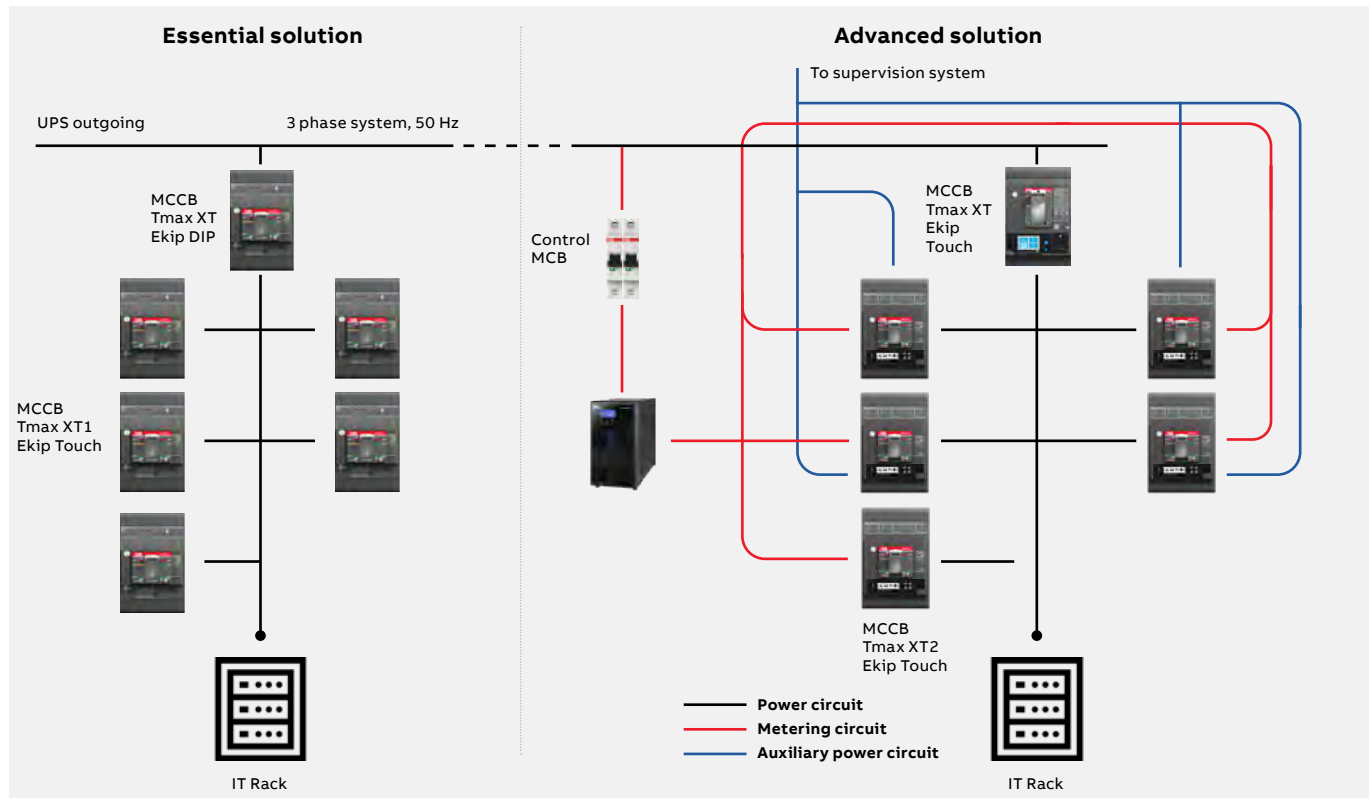 Essential solution
Advanced solution
To supervision system
UPS outgoing
3 phase system, 50 Hz
MCCB
Tmax XT
Ekip DIP
Control
MCB
MCCB
Tmax XT
Ekip
Touch
MCCB
Tmax XT1
Ekip Touch
MCCB
Tmax XT2
Ekip Touch
Power circuit
Metering circuit
Auxiliary power circuit
IT Rack
IT Rack